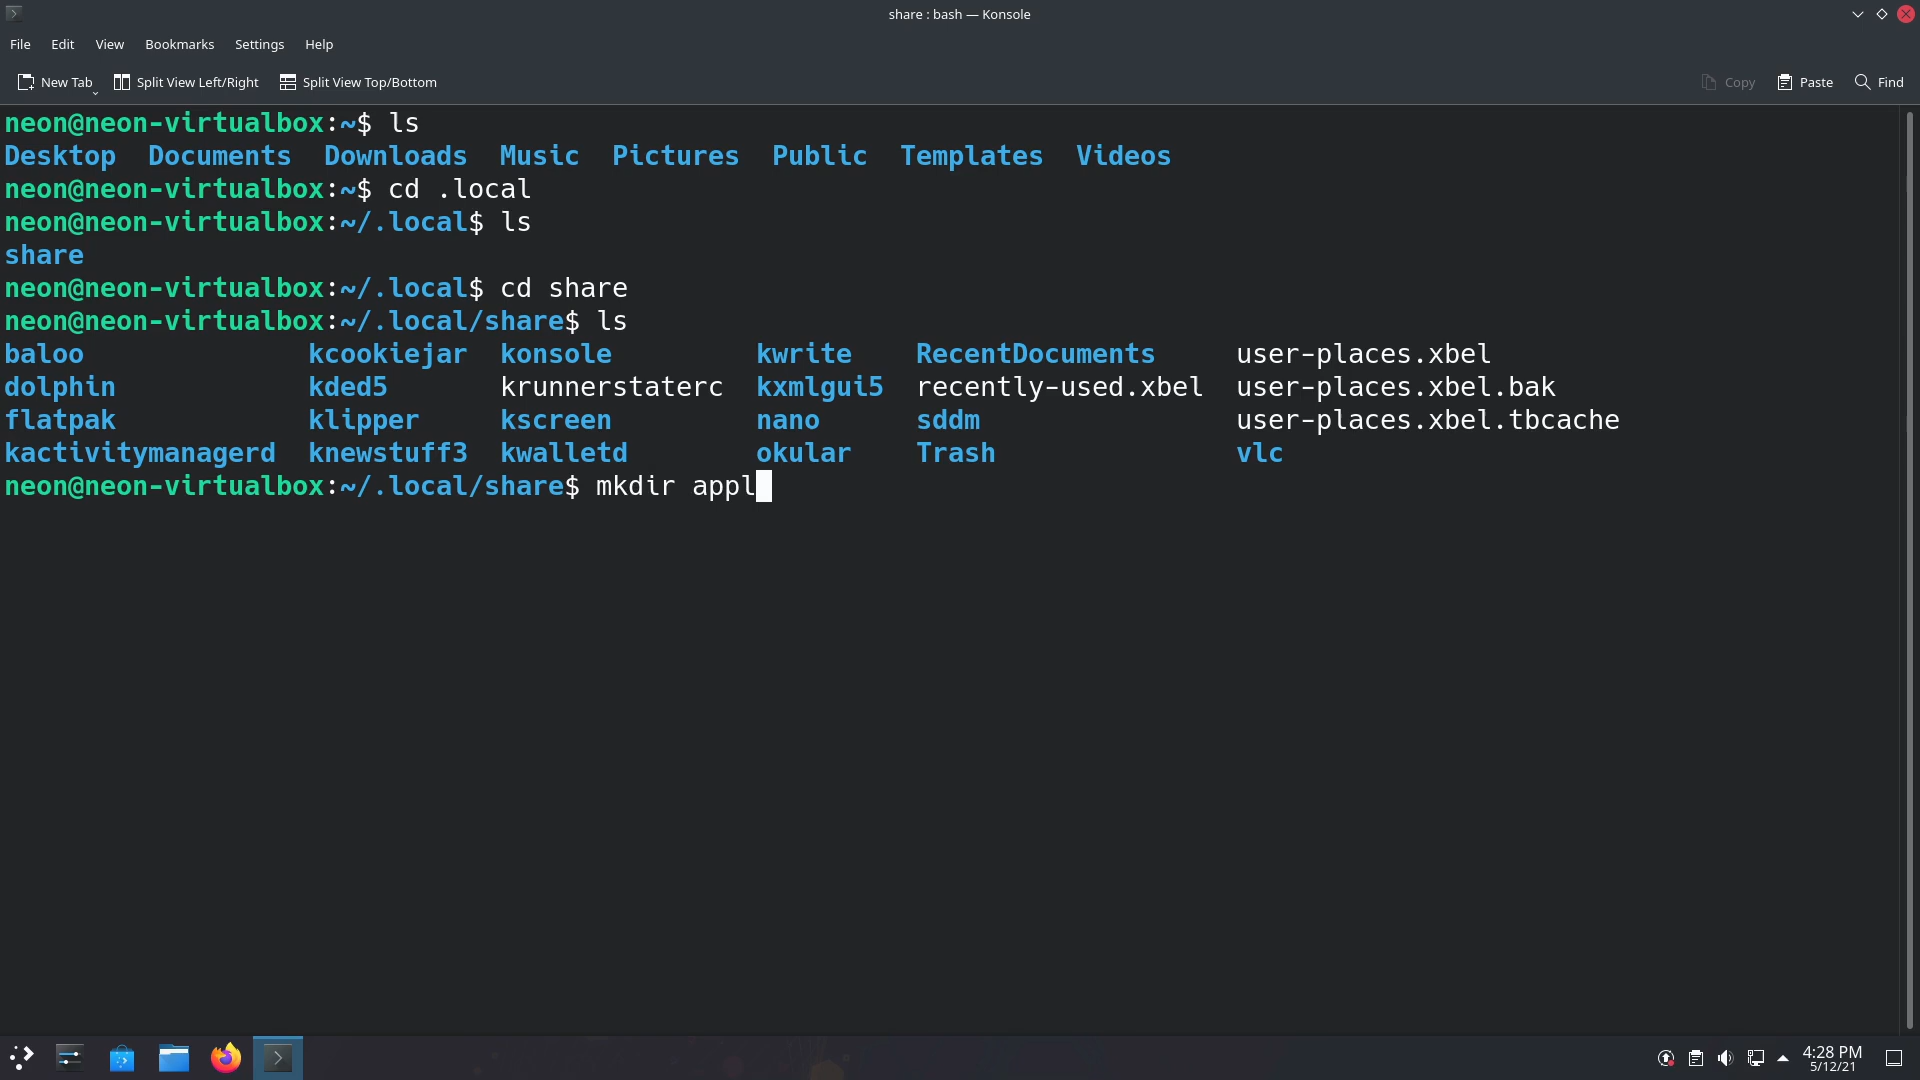 share : bash — Konsole
File Edit View Bookmarks Settings Help
New Tab Split View Left/Right Split View Top/Bottom Copy Paste Find
neon@neon-virtualbox:~$ ls
Desktop Documents Downloads Music Pictures Public Templates Videos
neon@neon-virtualbox:~$ cd .local
neon@neon-virtualbox:~/.local$ ls
share
neon@neon-virtualbox:~/.local$ cd share
neon@neon-virtualbox:~/.local/share$ ls
baloo kcookiejar konsole kwrite RecentDocuments user-places.xbel
dolphin kded5 krunnerstaterc kxmlgui5 recently-used.xbel user-places.xbel.bak
flatpak klipper kscreen nano sddm user-places.xbel.tbcache
kactivitymanagerd knewstuff3 kwalletd okular Trash vlc
neon@neon-virtualbox:~/.local/share$ mkdir appl
4:28 PM
5/12/21